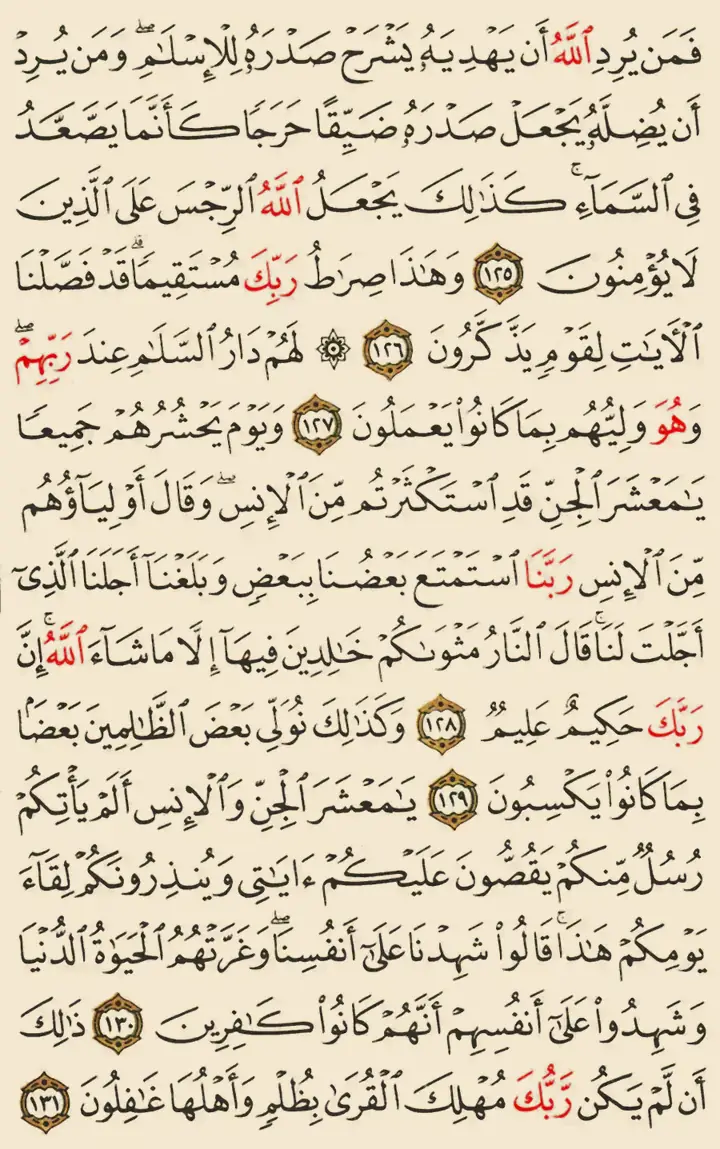 فَمَن يُرِدِ ٱللَّهُ أَن يَهْدِيَهُۥ يَشْرَحْ صَدْرَهُۥ لِلْإِسْلَٰمِ ۖ وَمَن يُرِدْ
أَن يُضِلَّهُۥ يَجْعَلْ صَدْرَهُۥ ضَيِّقًا حَرَجًا كَأَنَّمَا يَصَّعَّدُ
فِى ٱلسَّمَآءِ ۚ كَذَٰلِكَ يَجْعَلُ ٱللَّهُ ٱلرِّجْسَ عَلَى ٱلَّذِينَ
لَا يُؤْمِنُونَ ١٢٥ وَهَٰذَا صِرَٰطُ رَبِّكَ مُسْتَقِيمًا ۗ قَدْ فَصَّلْنَا
ٱلْءَايَٰتِ لِقَوْمٍ يَذَّكَّرُونَ ١٢٦ ۞ لَهُمْ دَارُ ٱلسَّلَٰمِ عِندَ رَبِّهِمْ ۖ
وَهُوَ وَلِيُّهُم بِمَا كَانُوا۟ يَعْمَلُونَ ١٢٧ وَيَوْمَ يَحْشُرُهُمْ جَمِيعًا
يَٰمَعْشَرَ ٱلْجِنِّ قَدِ ٱسْتَكْثَرْتُم مِّنَ ٱلْإِنسِ ۖ وَقَالَ أَوْلِيَآؤُهُم
مِّنَ ٱلْإِنسِ رَبَّنَا ٱسْتَمْتَعَ بَعْضُنَا بِبَعْضٍ وَبَلَغْنَآ أَجَلَنَا ٱلَّذِىٓ
أَجَّلْتَ لَنَا ۚ قَالَ ٱلنَّارُ مَثْوَىٰكُمْ خَٰلِدِينَ فِيهَآ إِلَّا مَا شَآءَ ٱللَّهُ ۚ إِنَّ
رَبَّكَ حَكِيمٌ عَلِيمٌ ١٢٨ وَكَذَٰلِكَ نُوَلِّى بَعْضَ ٱلظَّٰلِمِينَ بَعْضًۢا
بِمَا كَانُوا۟ يَكْسِبُونَ ١٢٩ يَٰمَعْشَرَ ٱلْجِنِّ وَٱلْإِنسِ أَلَمْ يَأْتِكُمْ
رُسُلٌ مِّنكُمْ يَقُصُّونَ عَلَيْكُمْ ءَايَٰتِى وَيُنذِرُونَكُمْ لِقَآءَ
يَوْمِكُمْ هَٰذَا ۚ قَالُوا۟ شَهِدْنَا عَلَىٰٓ أَنفُسِنَا ۖ وَغَرَّتْهُمُ ٱلْحَيَوٰةُ ٱلدُّنْيَا
وَشَهِدُوا۟ عَلَىٰٓ أَنفُسِهِمْ أَنَّهُمْ كَانُوا۟ كَٰفِرِينَ ١٣٠ ذَٰلِكَ
أَن لَّمْ يَكُن رَّبُّكَ مُهْلِكَ ٱلْقُرَىٰ بِظُلْمٍ وَأَهْلُهَا غَٰفِلُونَ ١٣١